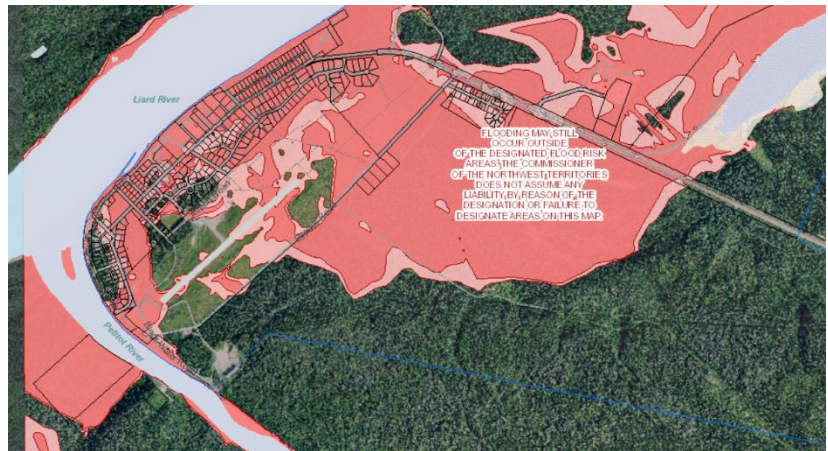 Liard River
FLOODING MAY STILL
OCCUR OUTSIDE
OF THE DESIGNATED FLOOD RISK
AREAS. THE COMMISSIONER
OF THE NORTHWEST TERRITORIES
DOES NOT ASSUME ANY
LIABILITY BY REASON OF THE
DESIGNATION OR FAILURE TO
DESIGNATE AREAS ON THIS MAP.
Petitot River